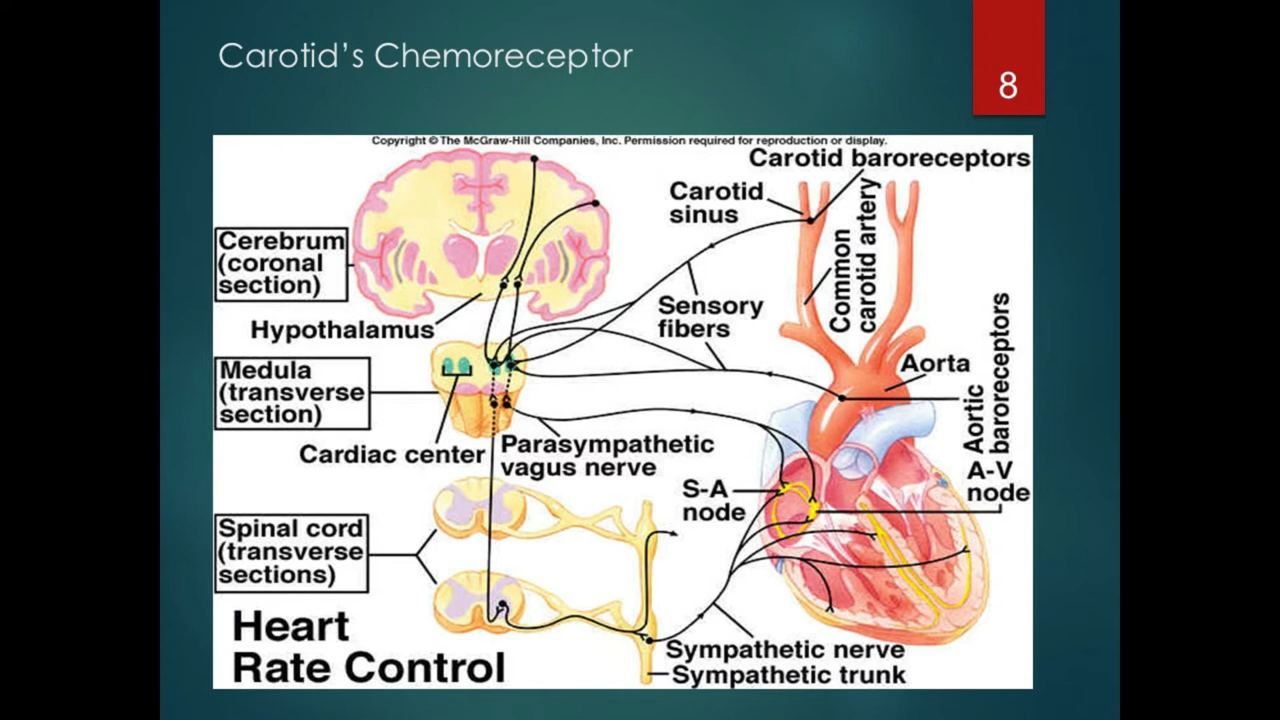 Carotid's Chemoreceptor
8
Copyright © The McGraw-Hill Companies, Inc. Permission required for reproduction or display.
Carotid baroreceptors
Carotid
sinus
Common
carotid artery
Cerebrum
(coronal
section)
Hypothalamus
Sensory
fibers
Aorta
Aortic
baroreceptors
Medula
(transverse
section)
Cardiac center
Parasympathetic
vagus nerve
S-A
node
A-V
node
Spinal cord
(transverse
sections)
Heart
Rate Control
Sympathetic nerve
Sympathetic trunk